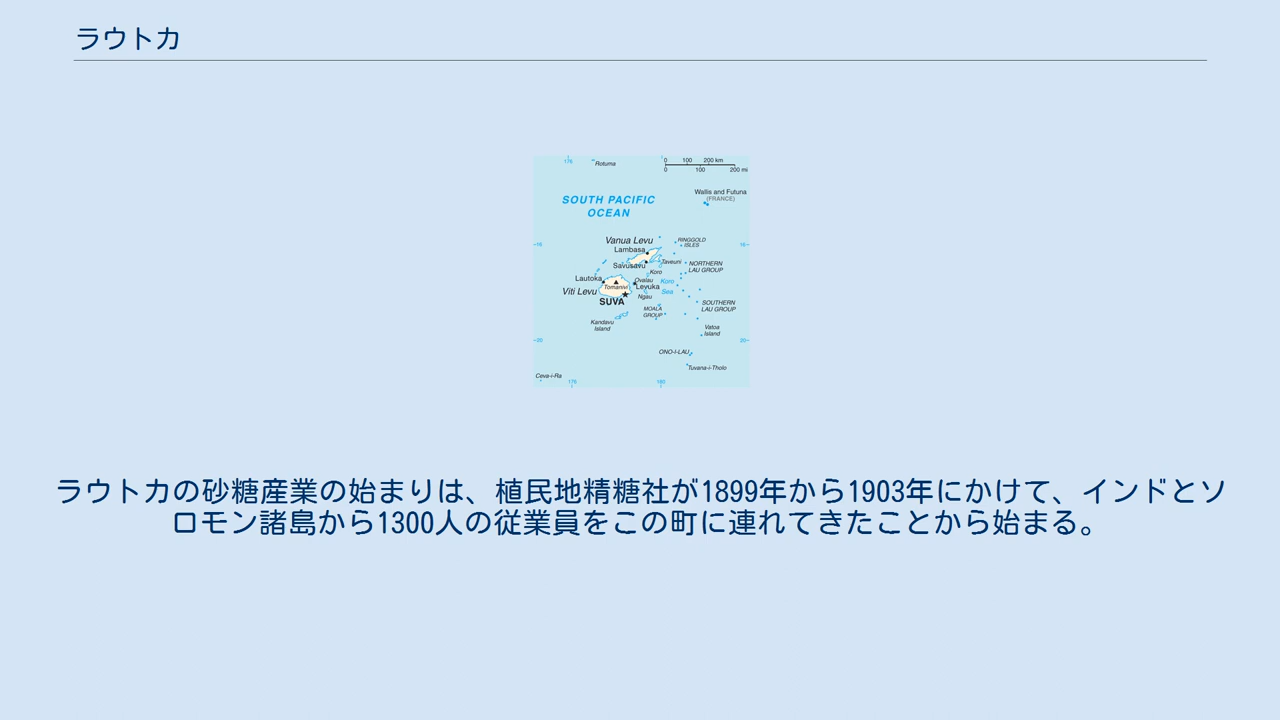 ラウトカ
176
Rotuma
0 100 200 km
0 100 200 mi
Wallis and Futuna
(FRANCE)
SOUTH PACIFIC
OCEAN
16
16
Vanua Levu
RINGGOLD
ISLES
Lambasa
Savusavu
Taveuni
NORTHERN
LAU GROUP
Koro
Lautoka
Ovalau
Koro
Sea
Tomanivi
Levuka
Viti Levu
Ngau
SUVA
SOUTHERN
LAU GROUP
MOALA
GROUP
Kandavu
Island
Vatoa
Island
20
20
ONO-I-LAU
Tuvana-i-Tholo
Ceva-i-Ra
176
180
ラウトカの砂糖産業の始まりは、植民地精糖社が1899年から1903年にかけて、インドとソ
ロモン諸島から1300人の従業員をこの町に連れてきたことから始まる。